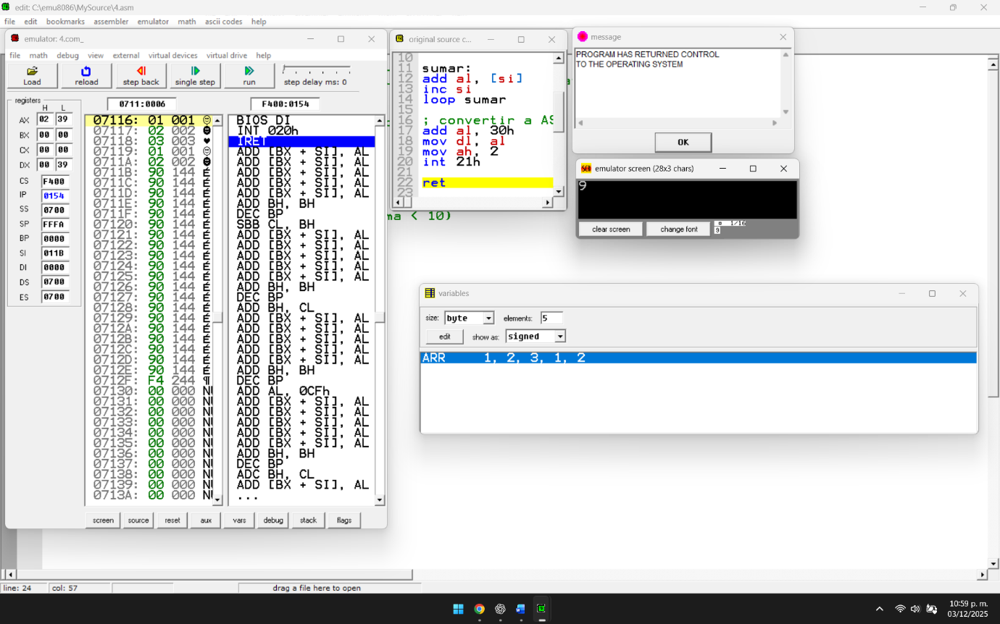 edit: C:\emu8086\MySource\4.asm
file edit bookmarks assembler emulator math ascii codes help
emulator: 4.com_
file math debug view external virtual devices virtual drive help
Load reload step back single step run step delay ms: 0
registers
H L
0711:0006 F400:0154
AX 02 39
BX 00 00
CX 00 00
DX 00 39
CS F400
IP 0154
SS 0700
SP FFFA
BP 0000
SI 011B
DI 0000
DS 0700
ES 0700
07116: 01 001 ☺
07117: 02 002 ☻
07118: 03 003 ♥
07119: 01 001 ☺
0711A: 02 002 ☻
0711B: 90 144 É
0711C: 90 144 É
0711D: 90 144 É
0711E: 90 144 É
0711F: 90 144 É
07120: 90 144 É
07121: 90 144 É
07122: 90 144 É
07123: 90 144 É
07124: 90 144 É
07125: 90 144 É
07126: 90 144 É
07127: 90 144 É
07128: 90 144 É
07129: 90 144 É
0712A: 90 144 É
0712B: 90 144 É
0712C: 90 144 É
0712D: 90 144 É
0712E: 90 144 É
0712F: F4 244 ¶
07130: 00 000 NU
07131: 00 000 NU
07132: 00 000 NU
07133: 00 000 NU
07134: 00 000 NU
07135: 00 000 NU
07136: 00 000 NU
07137: 00 000 NU
07138: 00 000 NU
07139: 00 000 NU
0713A: 00 000 NU
BIOS DI
INT 020h
IRET
ADD [BX + SI], AL
ADD [BX + SI], AL
ADD [BX + SI], AL
ADD [BX + SI], AL
ADD [BX + SI], AL
ADD BH, BH
DEC BP
SBB CL, BH
ADD [BX + SI], AL
ADD [BX + SI], AL
ADD [BX + SI], AL
ADD [BX + SI], AL
ADD [BX + SI], AL
ADD BH, BH
DEC BP
ADD BH, CL
ADD [BX + SI], AL
ADD [BX + SI], AL
ADD [BX + SI], AL
ADD [BX + SI], AL
ADD [BX + SI], AL
ADD BH, BH
DEC BP
ADD AL, 0CFh
ADD [BX + SI], AL
ADD [BX + SI], AL
ADD [BX + SI], AL
ADD [BX + SI], AL
ADD [BX + SI], AL
ADD BH, BH
DEC BP
ADC BH, CL
ADD [BX + SI], AL
...
screen source reset aux vars debug stack flags
original source c...
10
11 sumar:
12 add al, [si]
13 inc si
14 loop sumar
15
16 ; convertir a AS
17 add al, 30h
18 mov dl, al
19 mov ah, 2
20 int 21h
21
22 ret
23
ma < 10)
message
PROGRAM HAS RETURNED CONTROL
TO THE OPERATING SYSTEM
OK
emulator screen (28x3 chars)
9
clear screen change font 1/16
9
variables
size: byte elements: 5
edit show as: signed
ARR 1, 2, 3, 1, 2
line: 24 col: 57 drag a file here to open
10:59 p. m.
03/12/2025